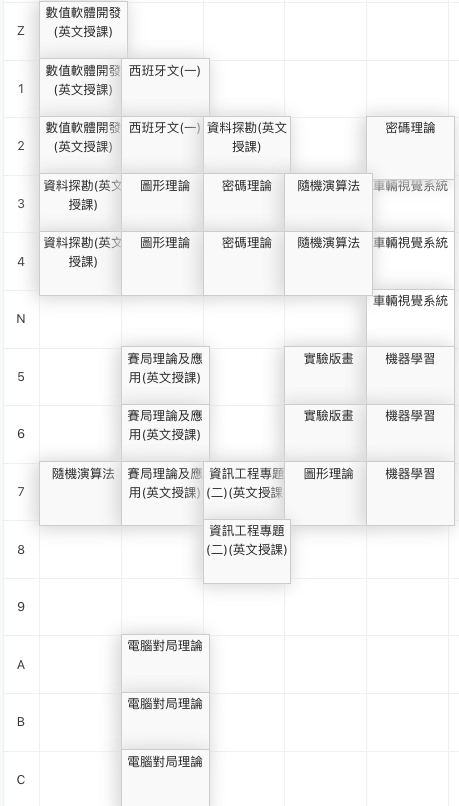 Z
數值軟體開發
(英文授課)
1
數值軟體開發
(英文授課)
西班牙文(一)
2
數值軟體開發
(英文授課)
西班牙文(一)
資料探勘(英文
授課)
密碼理論
3
資料探勘(英文
授課)
圖形理論
密碼理論
隨機演算法
車輛視覺系統
4
資料探勘(英文
授課)
圖形理論
密碼理論
隨機演算法
車輛視覺系統
N
車輛視覺系統
5
賽局理論及應
用(英文授課)
實驗版畫
機器學習
6
賽局理論及應
用(英文授課)
實驗版畫
機器學習
7
隨機演算法
賽局理論及應
用(英文授課)
資訊工程專題
(二)(英文授課
圖形理論
機器學習
8
資訊工程專題
(二)(英文授課)
9
A
電腦對局理論
B
電腦對局理論
C
電腦對局理論